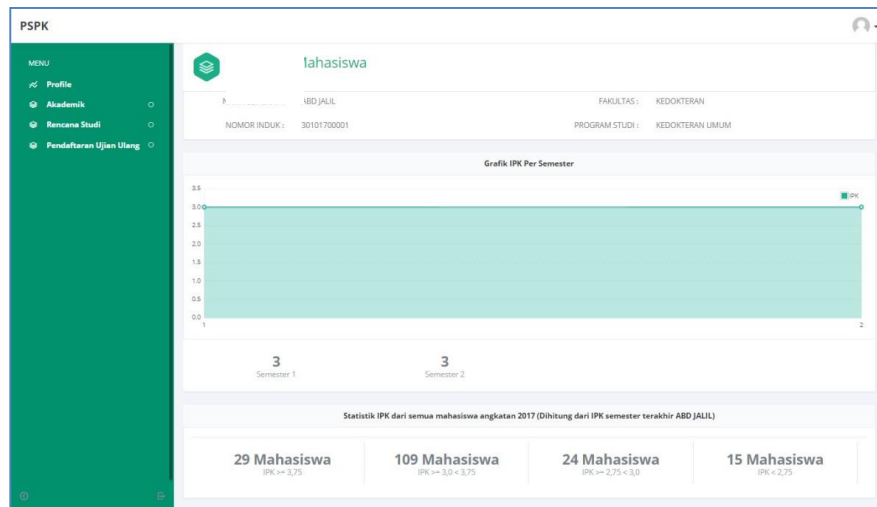 PSPK
MENU
Profile
Akademik
Rencana Studi
Pendaftaran Ujian Ulang
Mahasiswa
ABD JALIL
FAKULTAS : KEDOKTERAN
NOMOR INDUK : 30101700001
PROGRAM STUDI : KEDOKTERAN UMUM
Grafik IPK Per Semester
IPK
3.5
3.0
2.5
2.0
1.5
1.0
0.5
0.0
1 2
3 3
Semester 1 Semester 2
Statistik IPK dari semua mahasiswa angkatan 2017 (Dihitung dari IPK semester terakhir ABD JALIL)
29 Mahasiswa 109 Mahasiswa 24 Mahasiswa 15 Mahasiswa
IPK >= 3,75 IPK >= 3,0 < 3,75 IPK >= 2,75 < 3,0 IPK < 2,75